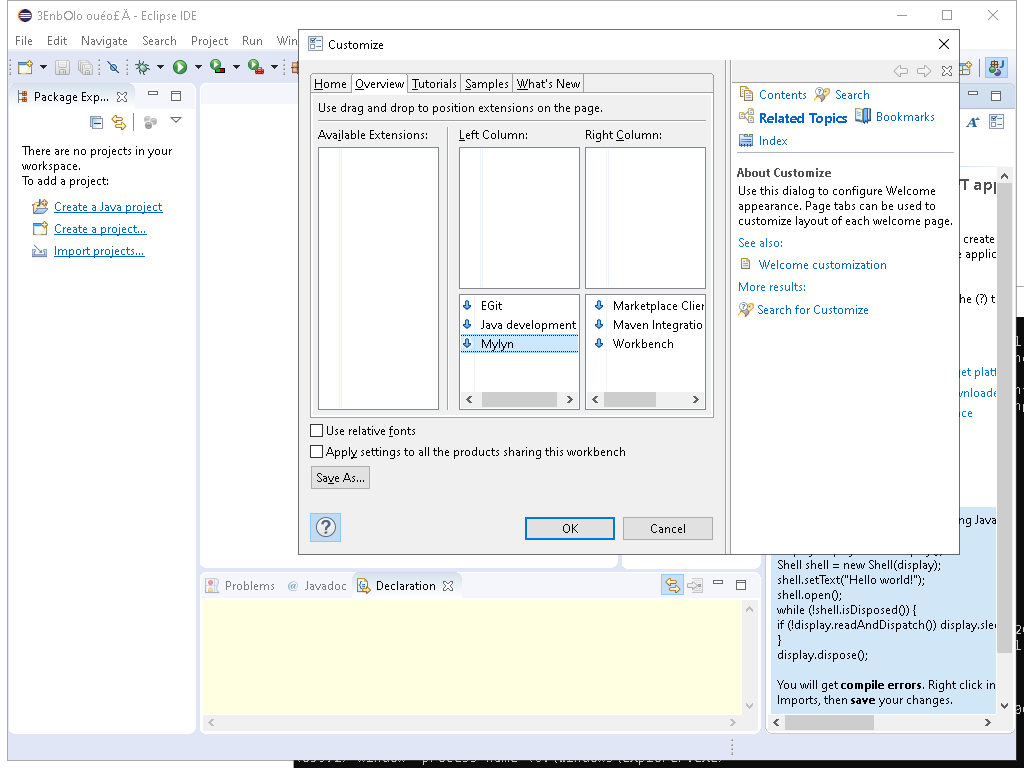 3EnbOlo ouéo£Ä - Eclipse IDE
File Edit Navigate Search Project Run Win
Package Exp...
There are no projects in your
workspace.
To add a project:
Create a Java project
Create a project...
Import projects...
Customize
Home Overview Tutorials Samples What's New
Use drag and drop to position extensions on the page.
Available Extensions: Left Column: Right Column:
EGit
Java development
Mylyn
Marketplace Clier
Maven Integratio
Workbench
Use relative fonts
Apply settings to all the products sharing this workbench
Save As...
OK Cancel
Contents Search
Related Topics Bookmarks
Index
About Customize
Use this dialog to configure Welcome
appearance. Page tabs can be used to
customize layout of each welcome page.
See also:
Welcome customization
More results:
Search for Customize
create
e applic
he (?) t
et platf
ng Java
Shell shell = new Shell(display);
shell.setText("Hello world!");
shell.open();
while (!shell.isDisposed()) {
if (!display.readAndDispatch()) display.slee
}
display.dispose();
You will get compile errors. Right click in
Imports, then save your changes.
Problems @ Javadoc Declaration